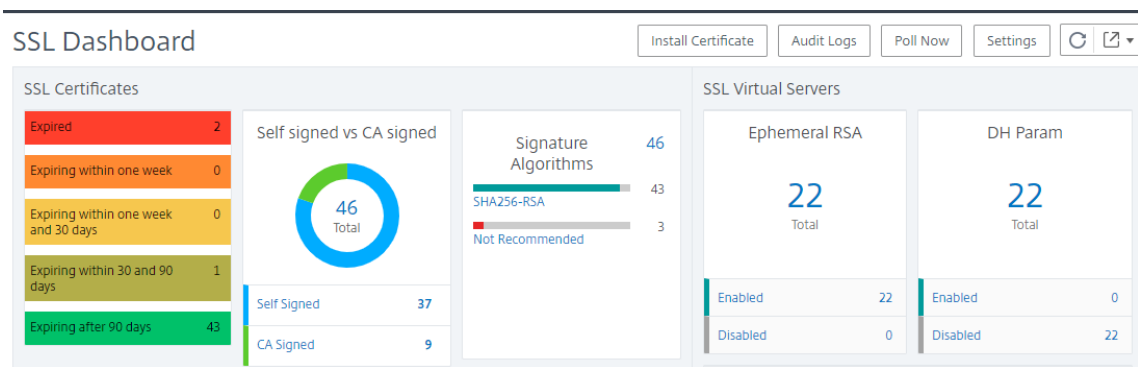 SSL Dashboard
Install Certificate
Audit Logs
Poll Now
Settings
SSL Certificates
Expired 2
Expiring within one week 0
Expiring within one week 0
and 30 days
Expiring within 30 and 90 1
days
Expiring after 90 days 43
Self signed vs CA signed
46
Total
Self Signed 37
CA Signed 9
Signature 46
Algorithms
43
SHA256-RSA
3
Not Recommended
SSL Virtual Servers
Ephemeral RSA
22
Total
Enabled 22
Disabled 0
DH Param
22
Total
Enabled 0
Disabled 22